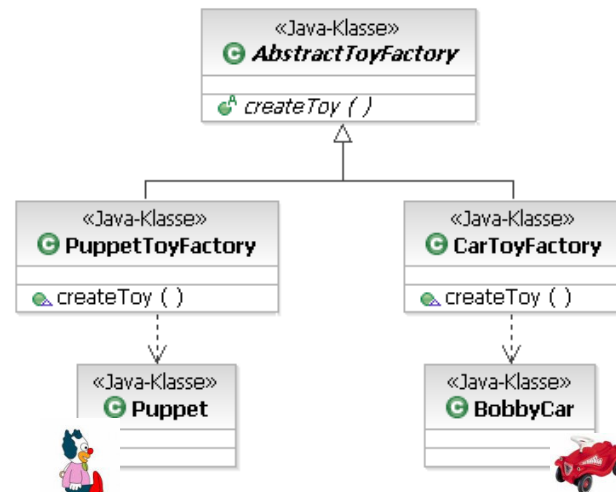 «Java-Klasse»
C AbstractToyFactory
A createToy ( )
«Java-Klasse»
C PuppetToyFactory
createToy ( )
«Java-Klasse»
C CarToyFactory
createToy ( )
«Java-Klasse»
C Puppet
«Java-Klasse»
C BobbyCar